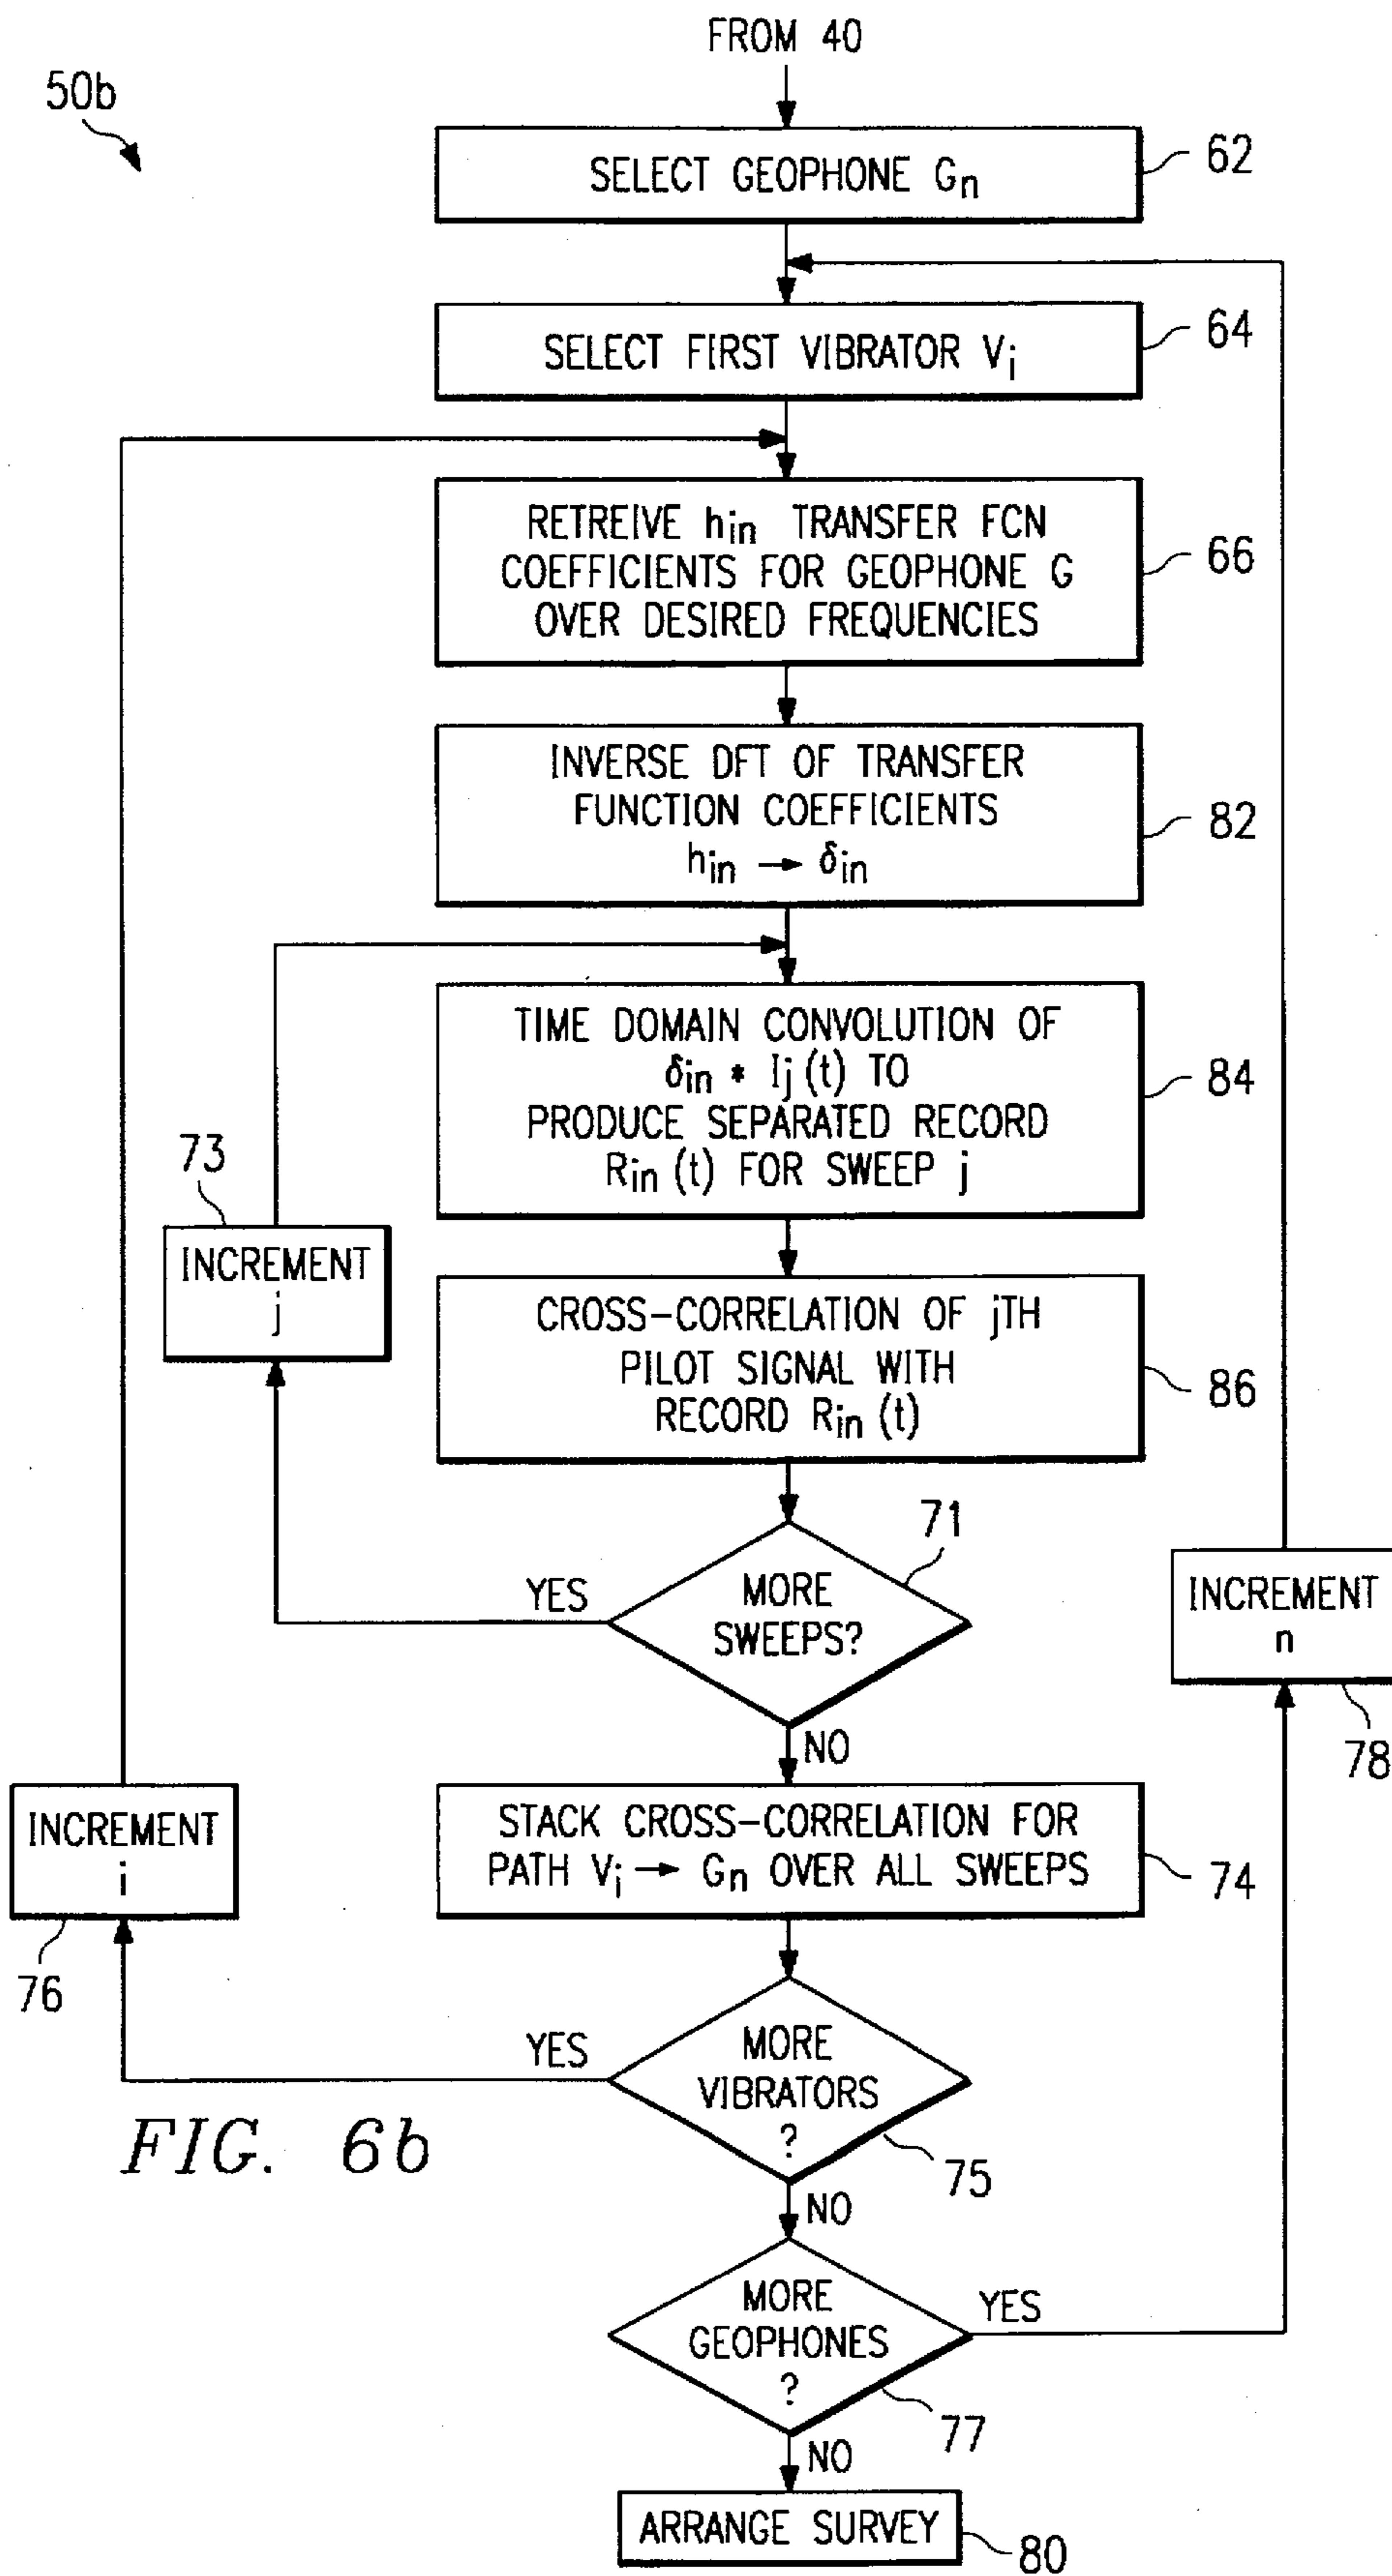 FROM 40
50b
SELECT GEOPHONE Gn
62
SELECT FIRST VIBRATOR Vi
64
RETREIVE hin TRANSFER FCN
COEFFICIENTS FOR GEOPHONE G
OVER DESIRED FREQUENCIES
66
INVERSE DFT OF TRANSFER
FUNCTION COEFFICIENTS
hin → δin
82
TIME DOMAIN CONVOLUTION OF
δin * Ij (t) TO
PRODUCE SEPARATED RECORD
Rin (t) FOR SWEEP j
84
73
INCREMENT
j
CROSS-CORRELATION OF jTH
PILOT SIGNAL WITH
RECORD Rin (t)
86
71
MORE
SWEEPS?
YES
NO
INCREMENT
n
78
STACK CROSS-CORRELATION FOR
PATH Vi → Gn OVER ALL SWEEPS
74
INCREMENT
i
76
MORE
VIBRATORS
?
YES
75
NO
FIG. 6b
MORE
GEOPHONES
?
YES
77
NO
ARRANGE SURVEY
80